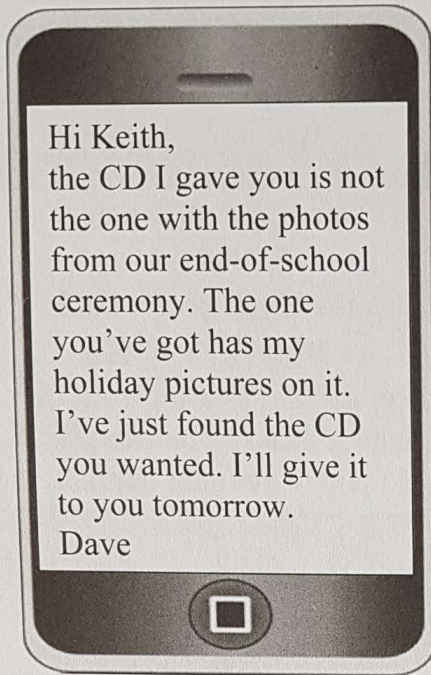 Hi Keith,
the CD I gave you is not
the one with the photos
from our end-of-school
ceremony. The one
you've got has my
holiday pictures on it.
I've just found the CD
you wanted. I'll give it
to you tomorrow.
Dave